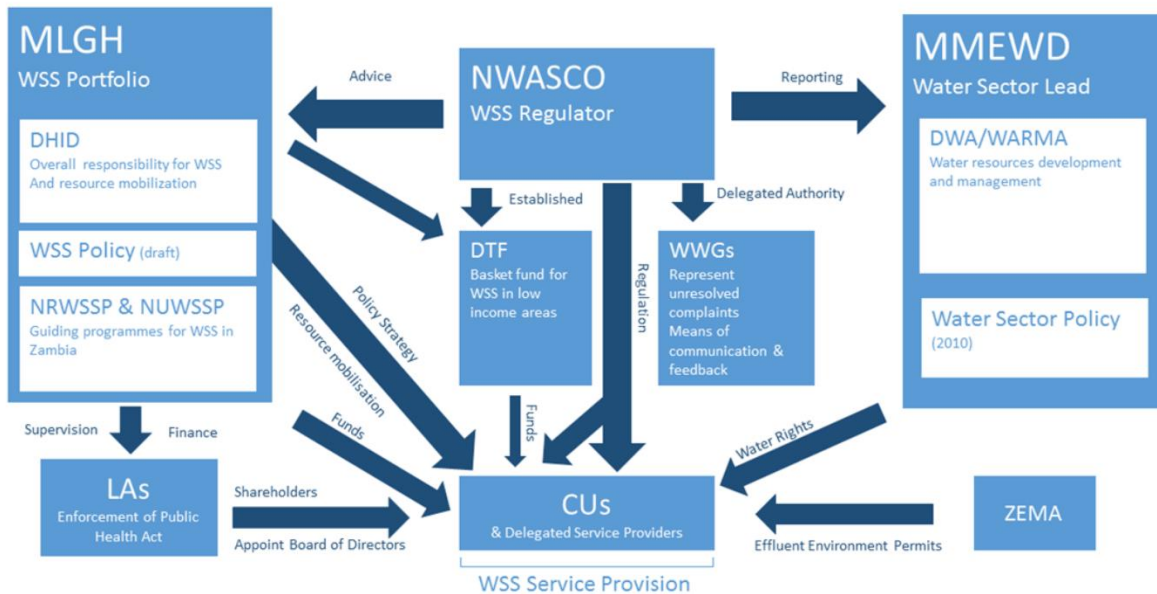 MLGH
WSS Portfolio
DHID
Overall responsibility for WSS
And resource mobilization
WSS Policy (draft)
NRWSSP & NUWSSP
Guiding programmes for WSS in
Zambia
Advice
NWASCO
WSS Regulator
Reporting
MMEWD
Water Sector Lead
DWA/WARMA
Water resources development
and management
Water Sector Policy
(2010)
Established
Delegated Authority
DTF
Basket fund for
WSS in low
income areas
Regulation
WWGs
Represent
unresolved
complaints
Means of
communication &
feedback
Policy Strategy
Resource mobilisation
Funds
Funds
Water Rights
Supervision
Finance
LAs
Enforcement of Public
Health Act
Shareholders
Appoint Board of Directors
CUs
& Delegated Service Providers
WSS Service Provision
Effluent Environment Permits
ZEMA